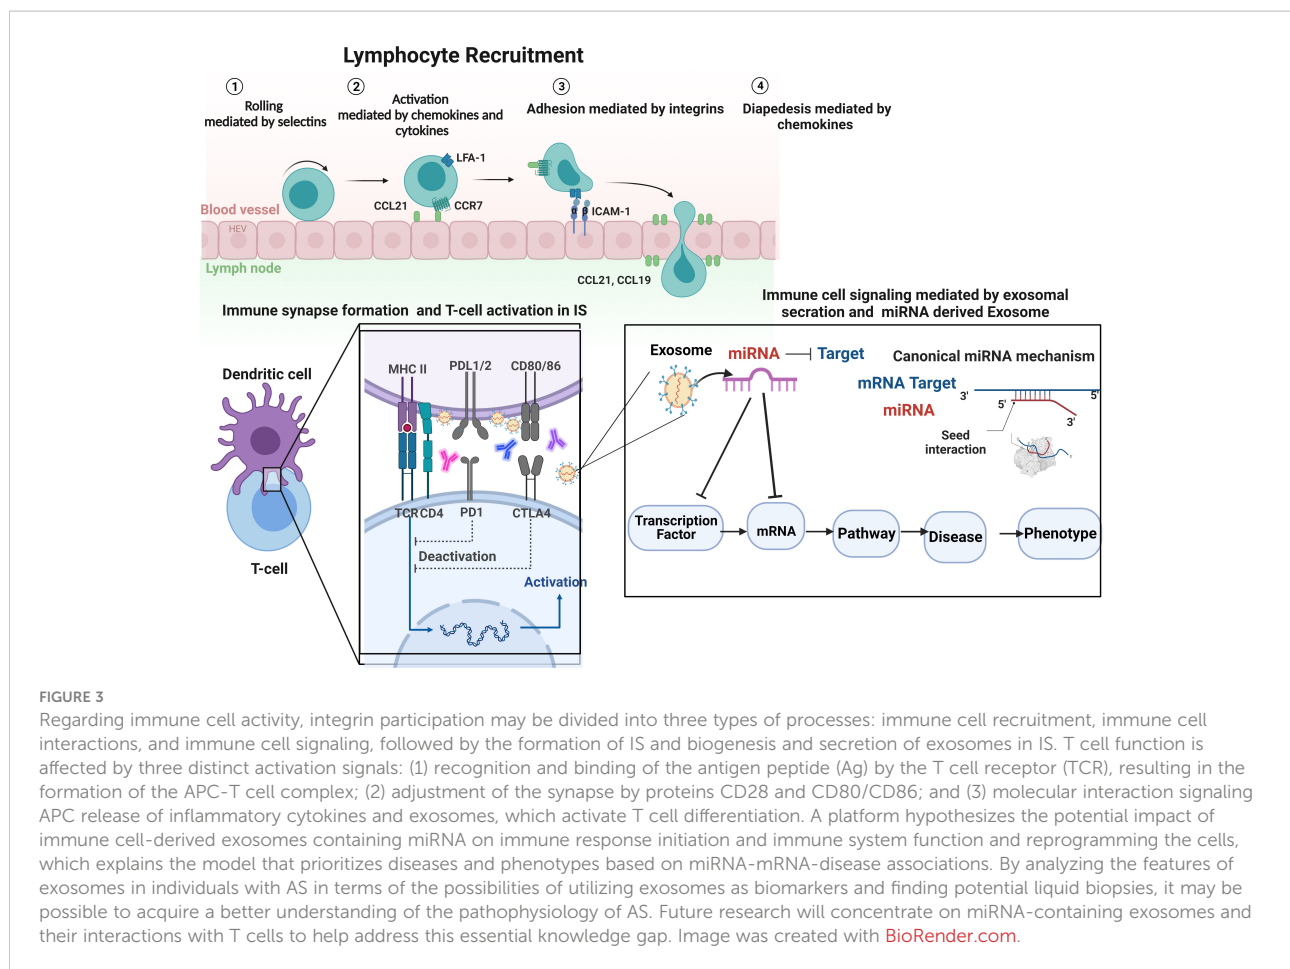 Lymphocyte Recruitment
1
Rolling
mediated by selectins
2
Activation
mediated by chemokines and
cytokines
3
Adhesion mediated by integrins
4
Diapedesis mediated by
chemokines
LFA-1
CCL21
CCR7
α β ICAM-1
Blood vessel
HEV
Lymph node
CCL21, CCL19
Immune synapse formation and T-cell activation in IS
Dendritic cell
T-cell
MHC II
PDL1/2
CD80/86
TCR
CD4
PD1
CTLA4
Deactivation
Activation
Immune cell signaling mediated by exosomal
secration and miRNA derived Exosome
Exosome
miRNA
Target
Canonical miRNA mechanism
mRNA Target
3'
5'
miRNA
5'
3'
Seed
interaction
Transcription
Factor
mRNA
Pathway
Disease
Phenotype
FIGURE 3
Regarding immune cell activity, integrin participation may be divided into three types of processes: immune cell recruitment, immune cell
interactions, and immune cell signaling, followed by the formation of IS and biogenesis and secretion of exosomes in IS. T cell function is
affected by three distinct activation signals: (1) recognition and binding of the antigen peptide (Ag) by the T cell receptor (TCR), resulting in the
formation of the APC-T cell complex; (2) adjustment of the synapse by proteins CD28 and CD80/CD86; and (3) molecular interaction signaling
APC release of inflammatory cytokines and exosomes, which activate T cell differentiation. A platform hypothesizes the potential impact of
immune cell-derived exosomes containing miRNA on immune response initiation and immune system function and reprogramming the cells,
which explains the model that prioritizes diseases and phenotypes based on miRNA-mRNA-disease associations. By analyzing the features of
exosomes in individuals with AS in terms of the possibilities of utilizing exosomes as biomarkers and finding potential liquid biopsies, it may be
possible to acquire a better understanding of the pathophysiology of AS. Future research will concentrate on miRNA-containing exosomes and
their interactions with T cells to help address this essential knowledge gap. Image was created with BioRender.com.